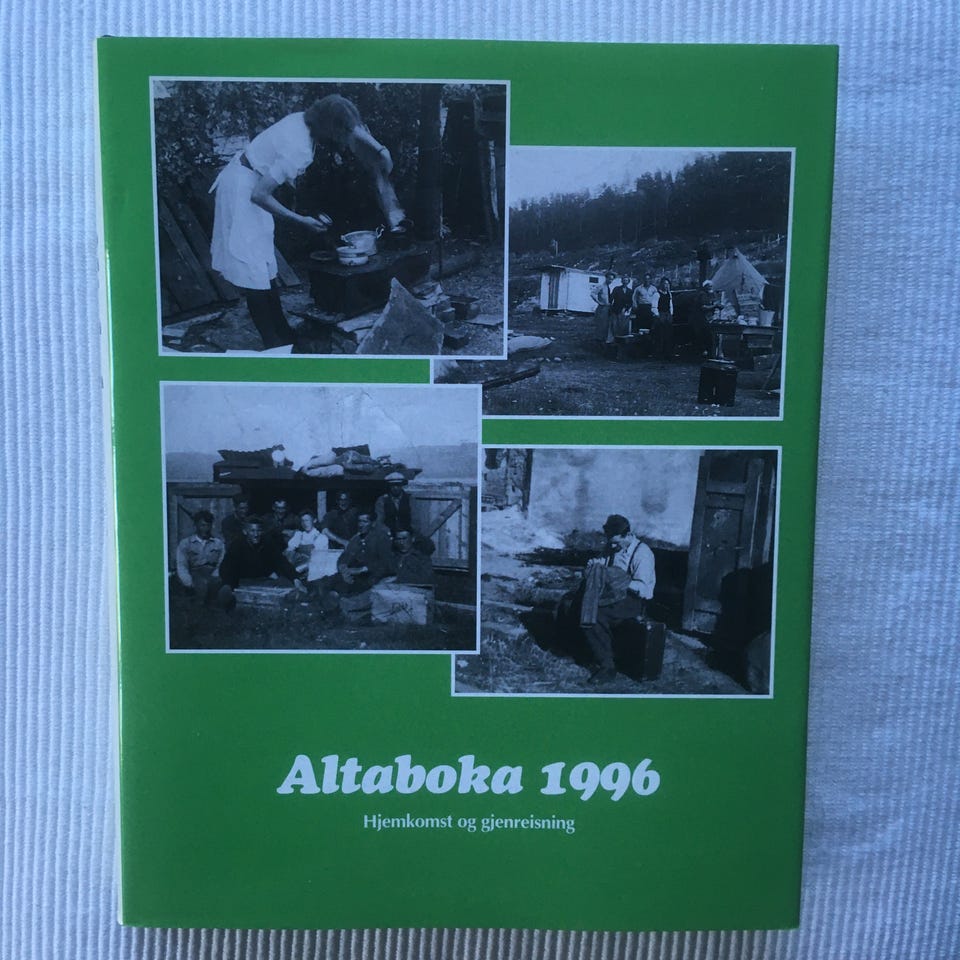 Altaboka 1996
Hjemkomst og gjenreisning